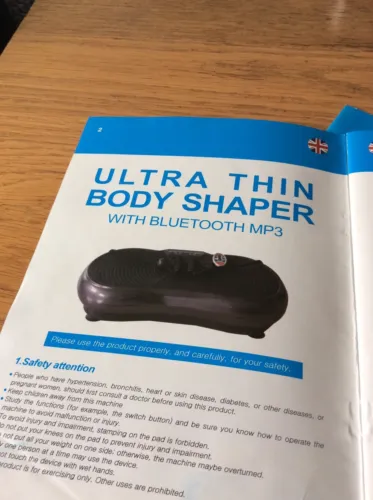 2
ULTRA THIN
BODY SHAPER
WITH BLUETOOTH MP3
Please use the product properly, and carefully, for your safety.
1.Safety attention
• People who have hypertension, bronchitis, heart or skin disease, diabetes, or other diseases, or
pregnant women, should first consult a doctor before using this product.
• Keep children away from this machine
• Study the functions (for example, the switch button) and be sure you know how to operate the
machine to avoid malfunction or injury.
To avoid injury and impairment, stamping on the pad is forbidden.
not put your knees on the pad to prevent injury and impairment.
not put all your weight on one side; otherwise, the machine maybe overturned.
one person at a time may use the device.
not touch the device with wet hands.
product is for exercising only. Other uses are prohibited.